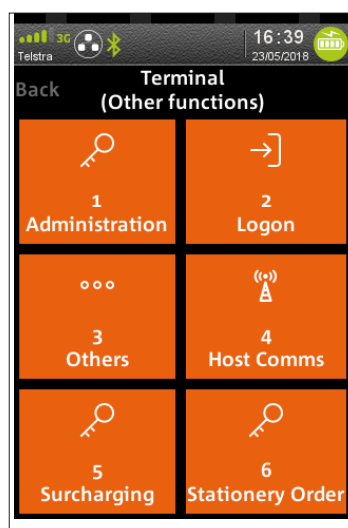 3G
16:39
Telstra
23/05/2018
Back
Terminal
(Other functions)
1
Administration
2
Logon
3
Others
4
Host Comms
5
Surcharging
6
Stationery Order